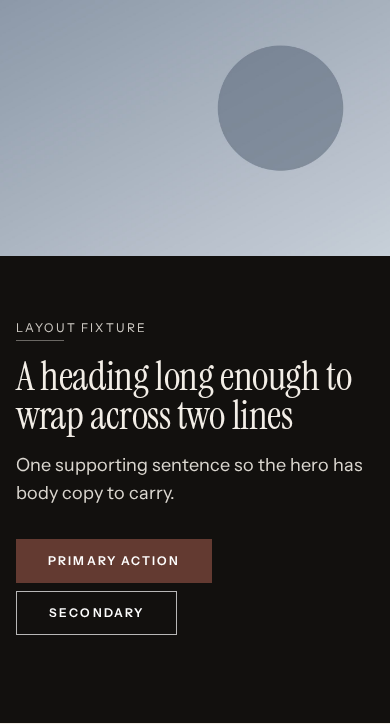 LAYOUT FIXTURE
A heading long enough to
wrap across two lines
One supporting sentence so the hero has
body copy to carry.
PRIMARY ACTION
SECONDARY